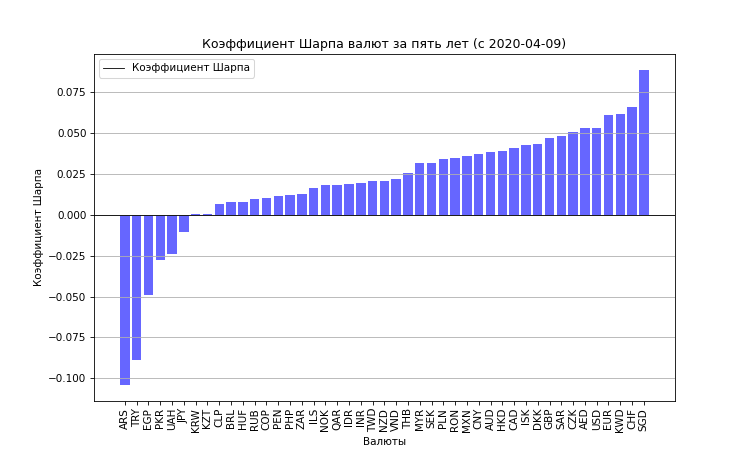 Коэффициент Шарпа валют за пять лет (с 2020-04-09)
Коэффициент Шарпа
0.075
0.050
0.025
0.000
−0.025
−0.050
−0.075
−0.100
Коэффициент Шарпа
ARS TRY EGP PKR UAH JPY KRW KZT CLP BRL HUF RUB COP PEN PHP ZAR ILS NOK QAR IDR INR TWD NZD VND THB MYR SEK PLN RON MXN CNY AUD HKD CAD ISK DKK GBP SAR CZK AED USD EUR KWD CHF SGD
Валюты